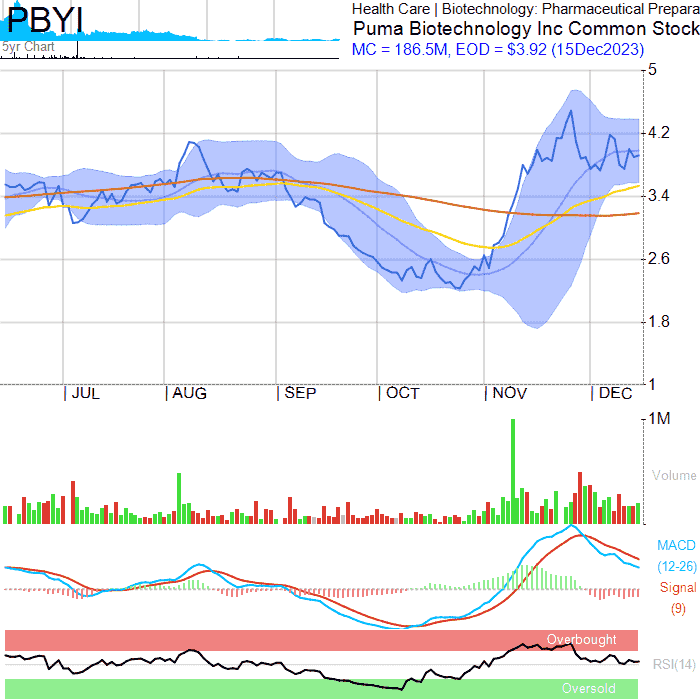 PBYI
5yr Chart
Health Care | Biotechnology: Pharmaceutical Prepara
Puma Biotechnology Inc Common Stock
MC = 186.5M, EOD = $3.92 (15Dec2023)
5
4.2
3.4
2.6
1.8
1
JUL AUG SEP OCT NOV DEC
1M
Volume
MACD
(12-26)
Signal
(9)
Overbought
RSI(14)
Oversold